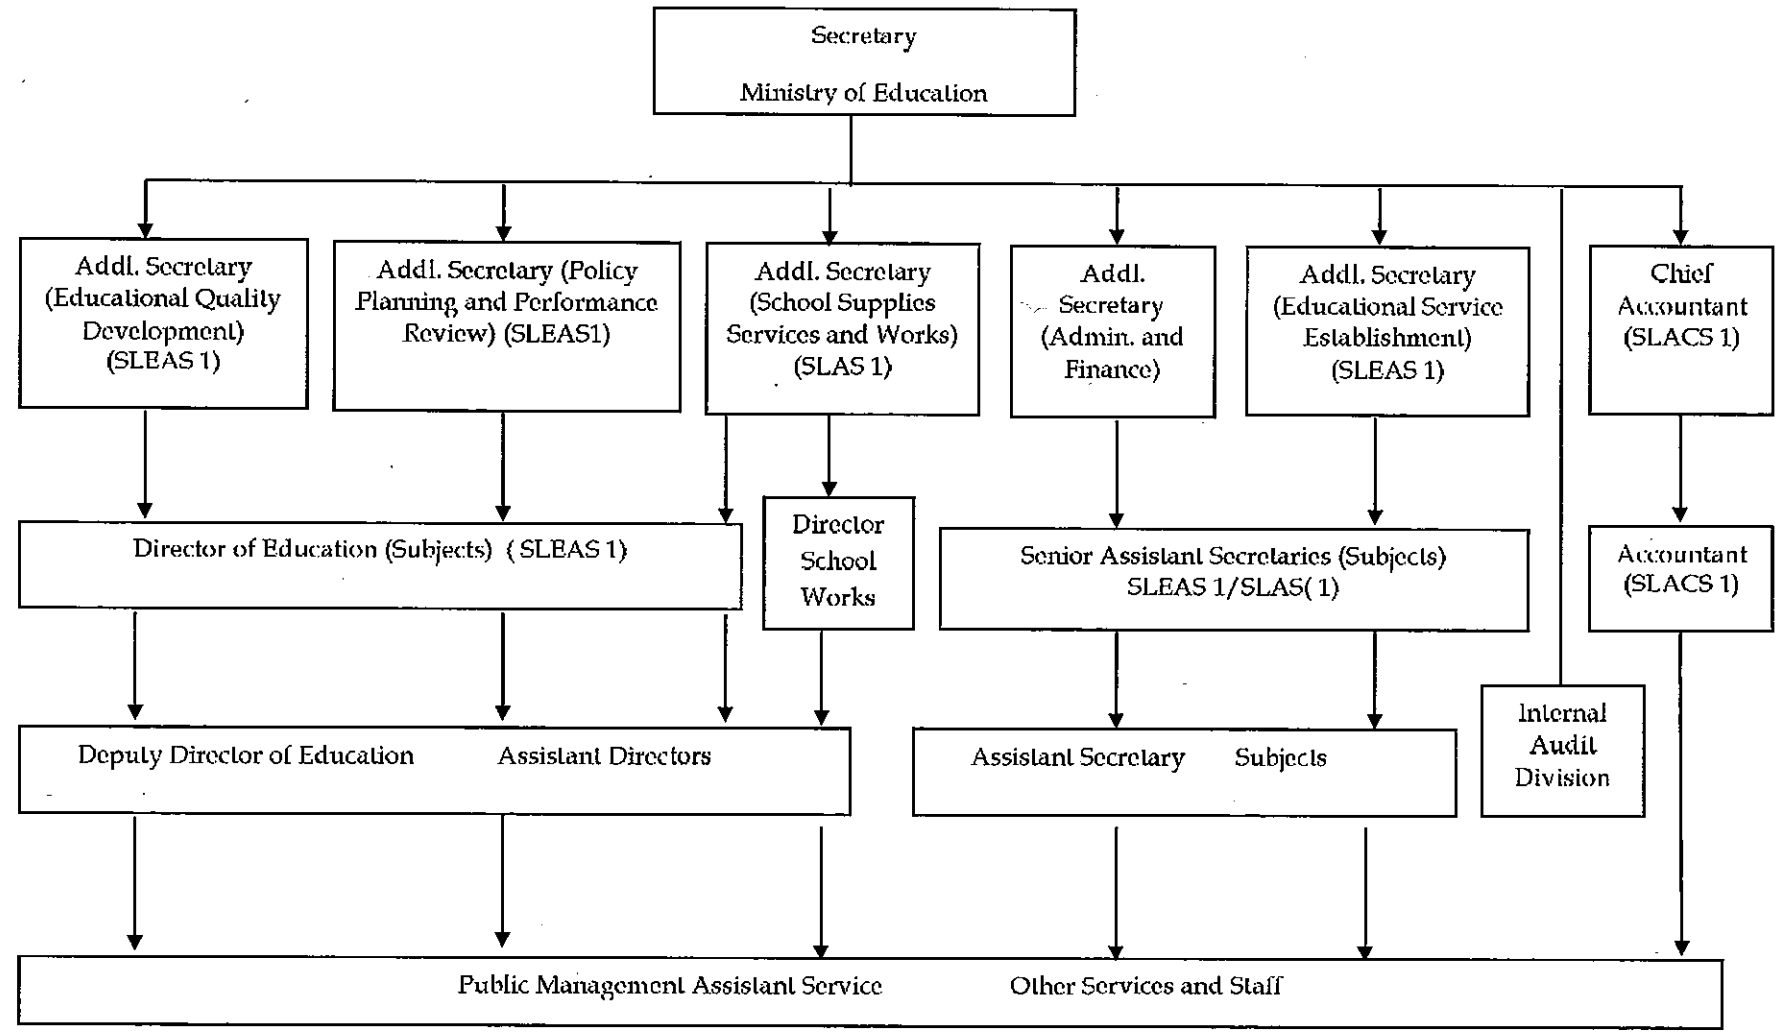 Secretary
Ministry of Education
Addl. Secretary
(Educational Quality
Development)
(SLEAS 1)
Addl. Secretary (Policy
Planning and Performance
Review) (SLEAS1)
Addl. Secretary
(School Supplies
Services and Works)
(SLAS 1)
Addl.
Secretary
(Admin. and
Finance)
Addl. Secretary
(Educational Service
Establishment)
(SLEAS 1)
Chief
Accountant
(SLACS 1)
Director of Education (Subjects) ( SLEAS 1)
Director
School
Works
Senior Assistant Secretaries (Subjects)
SLEAS 1/SLAS( 1)
Accountant
(SLACS 1)
Internal
Audit
Division
Deputy Director of Education Assistant Directors
Assistant Secretary Subjects
Public Management Assistant Service Other Services and Staff